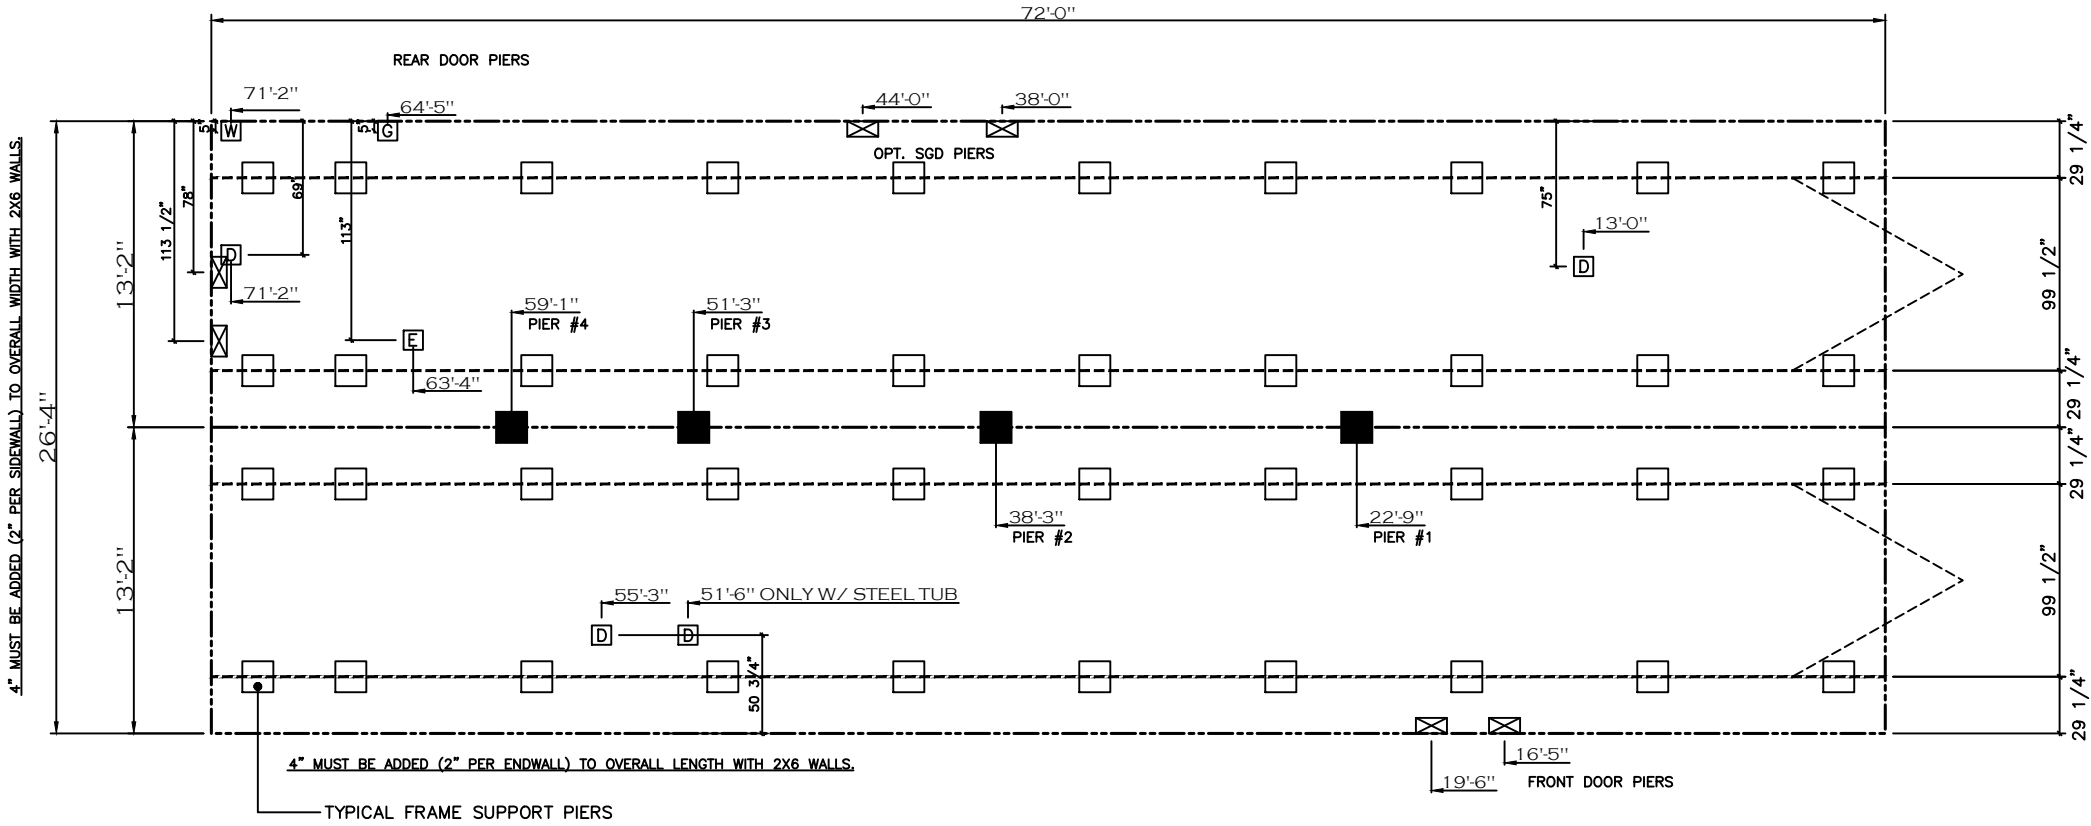 72'-0"
REAR DOOR PIERS
71'-2"
64'-5"
44'-0"
38'-0"
5"
W
5"
G
OPT. SGD PIERS
29 1/4"
4" MUST BE ADDED (2" PER SIDEWALL) TO OVERALL WIDTH WITH 2X6 WALLS.
78"
69"
75"
113 1/2"
113"
13'-0"
13'-2"
D
D
99 1/2"
71'-2"
59'-1"
PIER #4
51'-3"
PIER #3
E
63'-4"
29 1/4"
26'-4"
29 1/4"
38'-3"
PIER #2
22'-9"
PIER #1
13'-2"
99 1/2"
55'-3"
51'-6" ONLY W/ STEEL TUB
D
D
50 3/4"
29 1/4"
4" MUST BE ADDED (2" PER ENDWALL) TO OVERALL LENGTH WITH 2X6 WALLS.
16'-5"
19'-6"
FRONT DOOR PIERS
TYPICAL FRAME SUPPORT PIERS